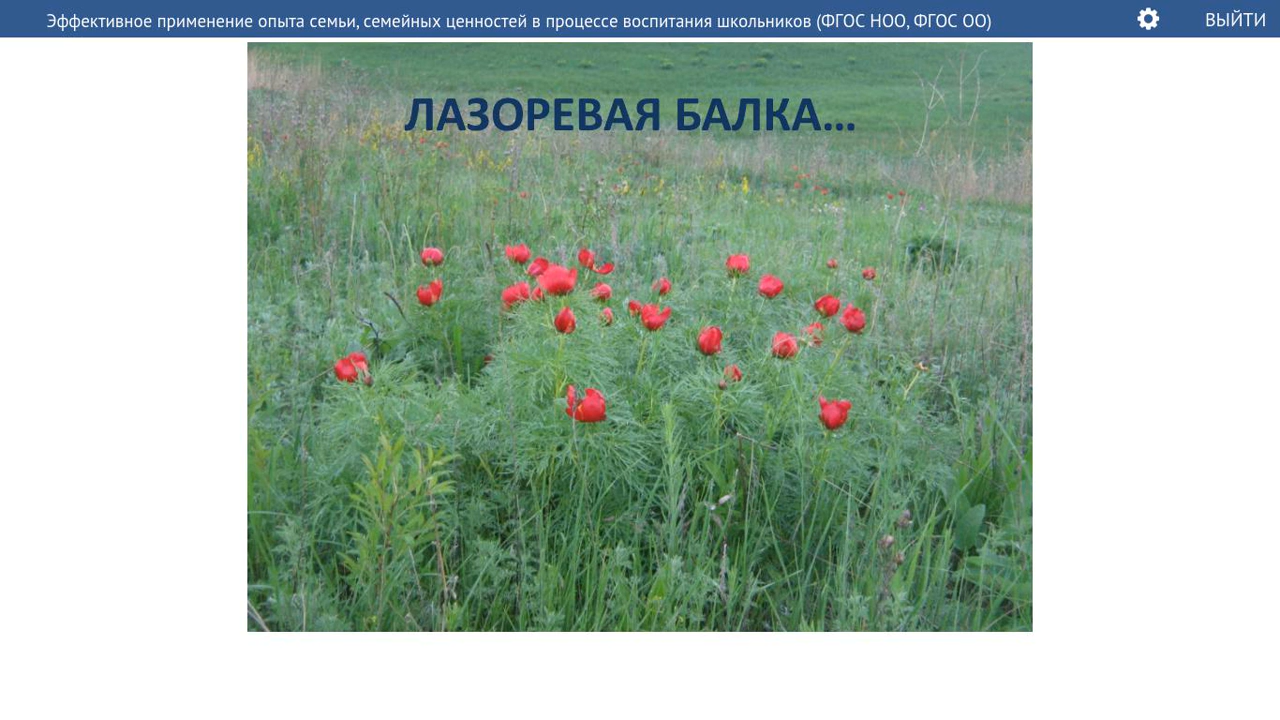 Эффективное применение опыта семьи, семейных ценностей в процессе воспитания школьников (ФГОС НОО, ФГОС ОО)
ВЫЙТИ
ЛАЗОРЕВАЯ БАЛКА...